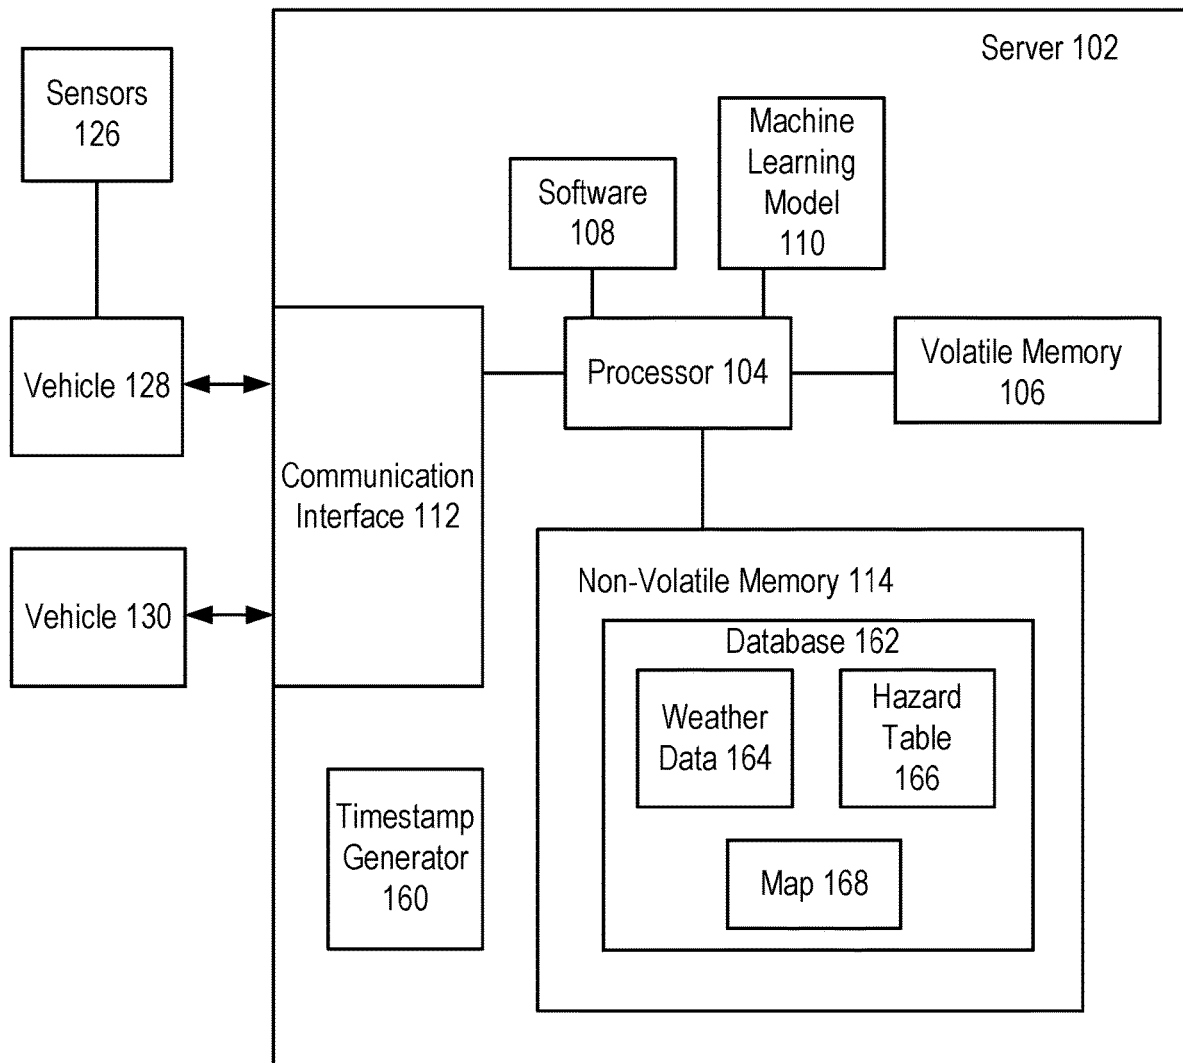 Server 102
Sensors
126
Machine
Learning
Model
110
Software
108
Vehicle 128
Processor 104
Volatile Memory
106
Communication
Interface 112
Vehicle 130
Non-Volatile Memory 114
Database 162
Weather
Data 164
Hazard
Table
166
Map 168
Timestamp
Generator
160